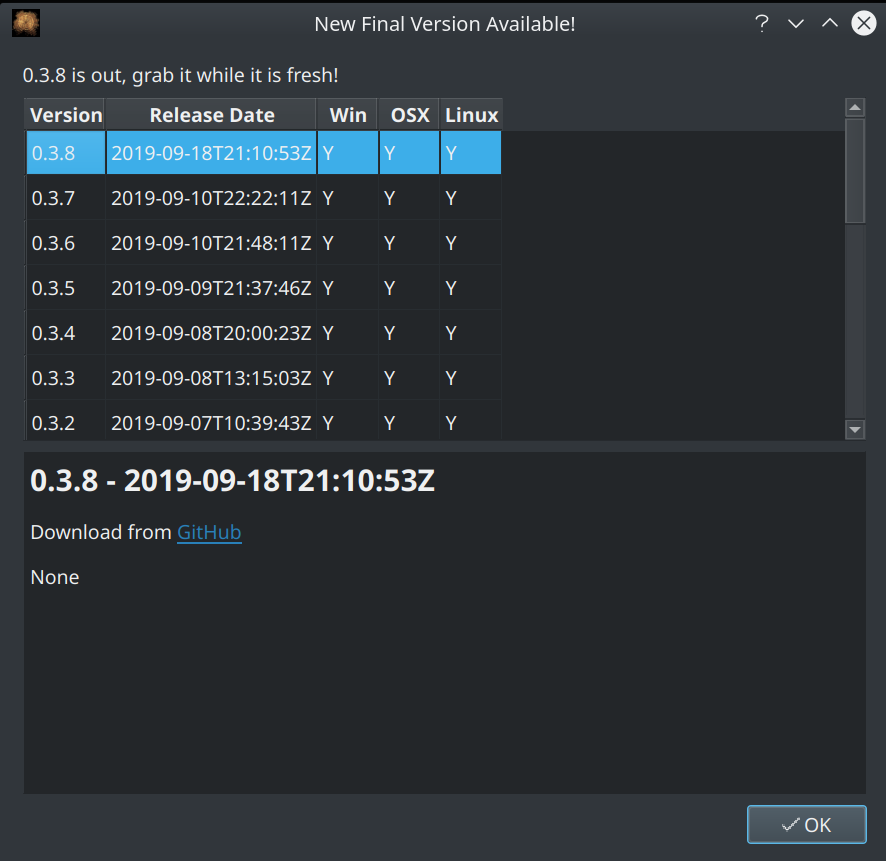 New Final Version Available!
0.3.8 is out, grab it while it is fresh!
Version Release Date Win OSX Linux
0.3.8 2019-09-18T21:10:53Z Y Y Y
0.3.7 2019-09-10T22:22:11Z Y Y Y
0.3.6 2019-09-10T21:48:11Z Y Y Y
0.3.5 2019-09-09T21:37:46Z Y Y Y
0.3.4 2019-09-08T20:00:23Z Y Y Y
0.3.3 2019-09-08T13:15:03Z Y Y Y
0.3.2 2019-09-07T10:39:43Z Y Y Y
0.3.8 - 2019-09-18T21:10:53Z
Download from GitHub
None
OK